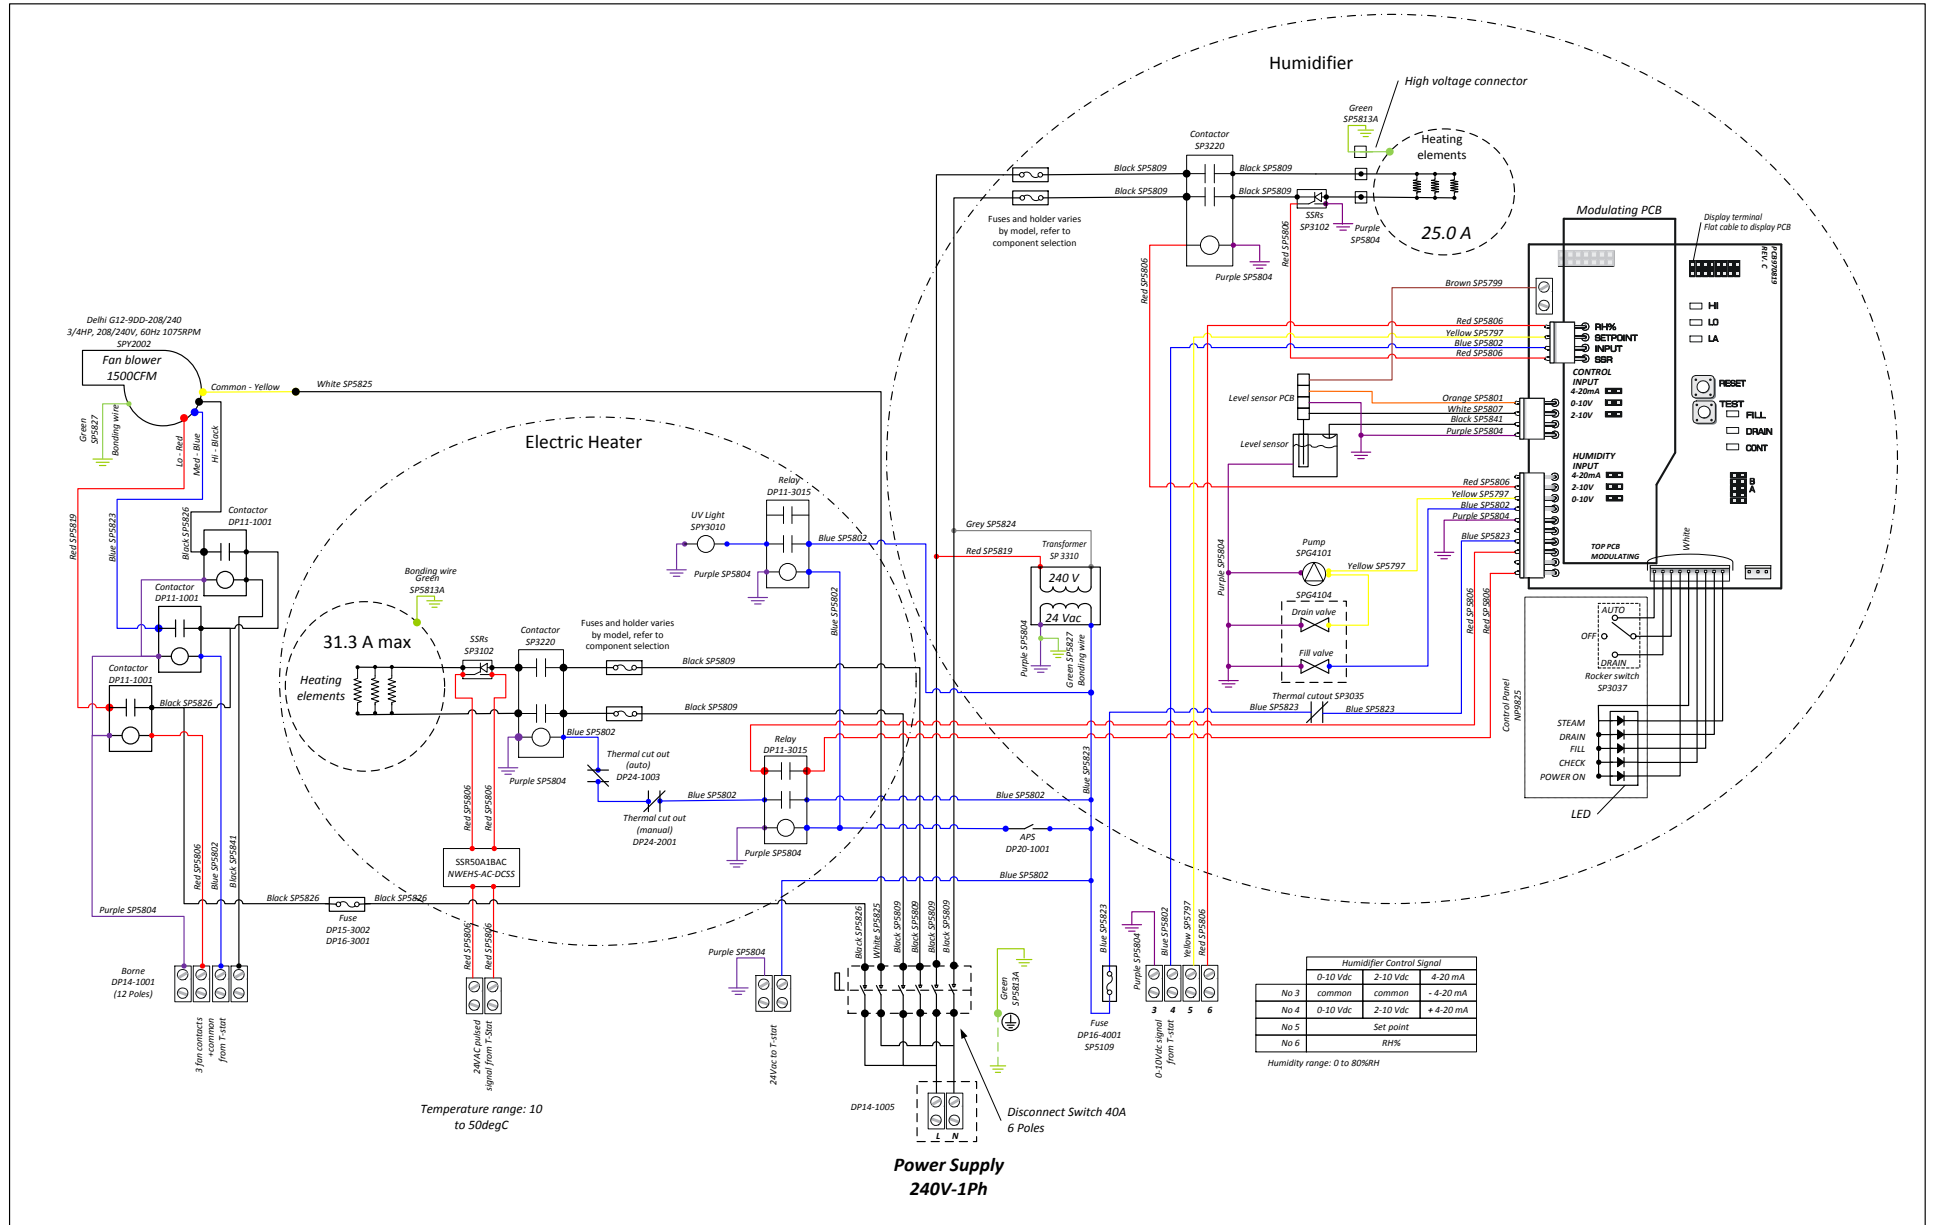 Humidifier
High voltage connector
Green
SP5813A
Contactor
SP3220
Heating
elements
Black SP5809
Black SP5809
Black SP5809
Black SP5809
Fuses and holder varies
by model, refer to
component selection
SSRs
SP3102
Purple
SP5804
25.0 A
Red SP5806
Red SP5806
Purple SP5804
Modulating PCB
Display terminal
Flat cable to display PCB
PCB970819
REV. C
Brown SP5799
Red SP5806
Yellow SP5797
Blue SP5802
Red SP5806
RH%
SETPOINT
INPUT
SSR
HI
LO
LA
CONTROL
INPUT
4-20mA
0-10V
2-10V
RESET
TEST
FILL
DRAIN
CONT
Level sensor PCB
Orange SP5801
White SP5807
Black SP5841
Purple SP5804
Level sensor
HUMIDITY
INPUT
4-20mA
2-10V
0-10V
B
A
Red SP5806
Yellow SP5797
Blue SP5802
Purple SP5804
Blue SP5823
TOP PCB
MODULATING
White
Delhi G12-9DD-208/240
3/4HP, 208/240V, 60Hz 1075RPM
SPY2002
Fan blower
1500CFM
Common - Yellow
White SP5825
Green
SP5827
Bonding wire
Lo - Red
Med - Blue
Hi - Black
Electric Heater
Red SP5819
Blue SP5823
Black SP5826
Contactor
DP11-1001
Contactor
DP11-1001
Contactor
DP11-1001
Black SP5826
Relay
DP11-3015
UV Light
SPY3010
Blue SP5802
Purple SP5804
Blue SP5802
Grey SP5824
Red SP5819
Transformer
SP 3310
240 V
24 Vac
Purple SP5804
Green SP5827
Bonding wire
Purple SP5804
Pump
SPG4101
Yellow SP5797
SPG4104
Drain valve
Fill valve
Red SP5806
Red SP5806
Thermal cutout SP3035
Blue SP5823
Blue SP5823
Control Panel
NP9825
AUTO
OFF
DRAIN
Rocker switch
SP3037
STEAM
DRAIN
FILL
CHECK
POWER ON
LED
Bonding wire
Green
SP5813A
31.3 A max
Heating
elements
SSRs
SP3102
Contactor
SP3220
Fuses and holder varies
by model, refer to
component selection
Black SP5809
Black SP5809
Blue SP5802
Purple SP5804
Thermal cut out
(auto)
DP24-1003
Thermal cut out
(manual)
DP24-2001
Blue SP5802
Relay
DP11-3015
Blue SP5802
Purple SP5804
Blue SP5823
APS
DP20-1001
Blue SP5802
Red SP5806
Red SP5806
SSR50A1BAC
NWEHS-AC-DCSS
Red SP5806
Blue SP5802
Black SP5841
Purple SP5804
Black SP5826
Black SP5826
Fuse
DP15-3002
DP16-3001
Red SP5806
Red SP5806
Borne
DP14-1001
(12 Poles)
3 fan contacts
+common
from T-stat
24VAC pulsed
signal from T-Stat
Temperature range: 10
to 50degC
Purple SP5804
24Vac to T-stat
Black SP5826
White SP5825
Black SP5809
Black SP5809
Black SP5809
Black SP5809
Green
SP5813A
DP14-1005
L
N
Disconnect Switch 40A
6 Poles
Power Supply
240V-1Ph
Blue SP5823
Fuse
DP16-4001
SP5109
Purple SP5804
Blue SP5802
Yellow SP5797
Red SP5806
3 4 5 6
0-10Vdc signal
from T-stat
Humidifier Control Signal
0-10 Vdc 2-10 Vdc 4-20 mA
No 3 common common - 4-20 mA
No 4 0-10 Vdc 2-10 Vdc + 4-20 mA
No 5 Set point
No 6 RH%
Humidity range: 0 to 80%RH